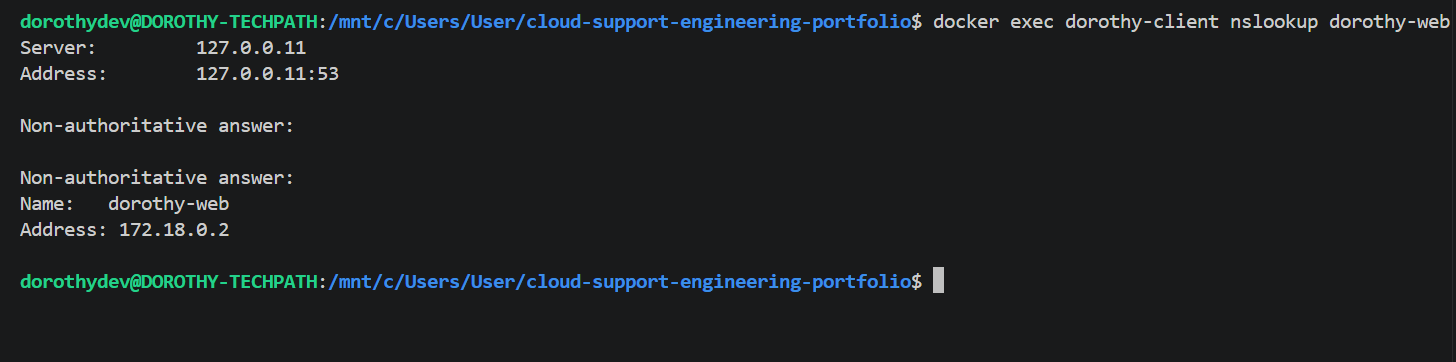 dorothydev@DOROTHY-TECHPATH:/mnt/c/Users/User/cloud-support-engineering-portfolio$ docker exec dorothy-client nslookup dorothy-web
Server:         127.0.0.11
Address:        127.0.0.11:53
Non-authoritative answer:
Non-authoritative answer:
Name:   dorothy-web
Address: 172.18.0.2
dorothydev@DOROTHY-TECHPATH:/mnt/c/Users/User/cloud-support-engineering-portfolio$